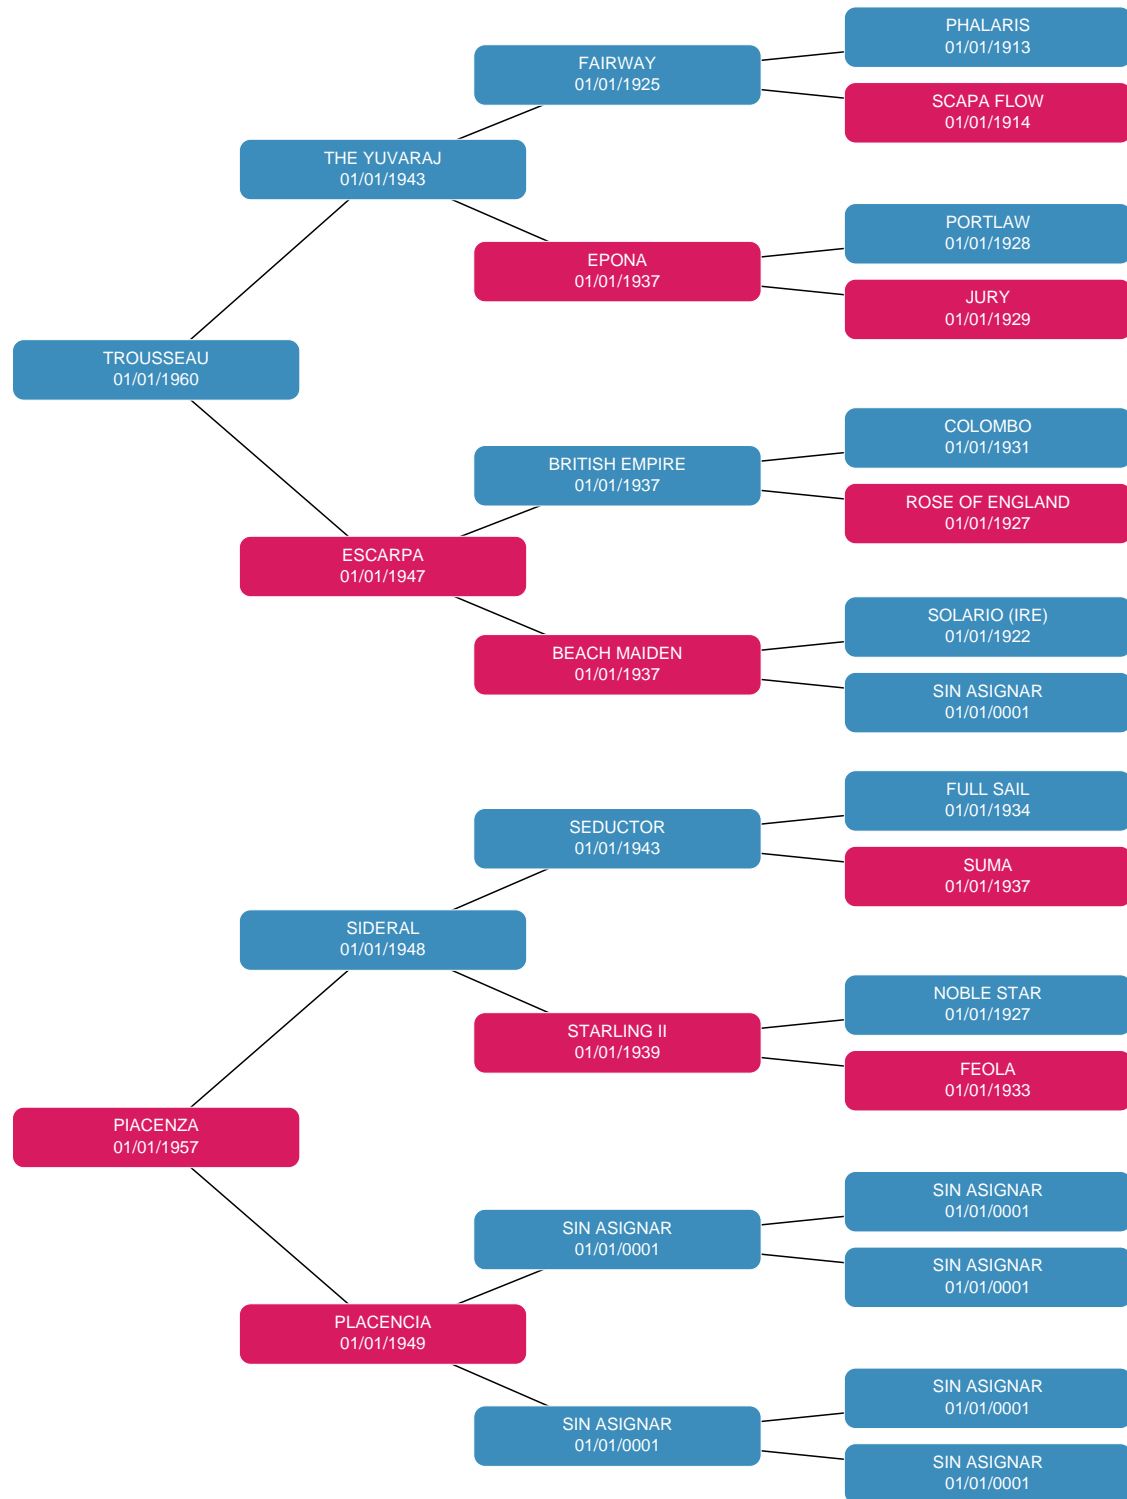 PHALARIS
01/01/1913
FAIRWAY
01/01/1925
SCAPA FLOW
01/01/1914
THE YUVARAJ
01/01/1943
PORTLAW
01/01/1928
EPONA
01/01/1937
JURY
01/01/1929
TROUSSEAU
01/01/1960
COLOMBO
01/01/1931
BRITISH EMPIRE
01/01/1937
ROSE OF ENGLAND
01/01/1927
ESCARPA
01/01/1947
SOLARIO (IRE)
01/01/1922
BEACH MAIDEN
01/01/1937
SIN ASIGNAR
01/01/0001
FULL SAIL
01/01/1934
SEDUCTOR
01/01/1943
SUMA
01/01/1937
SIDERAL
01/01/1948
NOBLE STAR
01/01/1927
STARLING II
01/01/1939
FEOLA
01/01/1933
PIACENZA
01/01/1957
SIN ASIGNAR
01/01/0001
SIN ASIGNAR
01/01/0001
SIN ASIGNAR
01/01/0001
PLACENCIA
01/01/1949
SIN ASIGNAR
01/01/0001
SIN ASIGNAR
01/01/0001
SIN ASIGNAR
01/01/0001